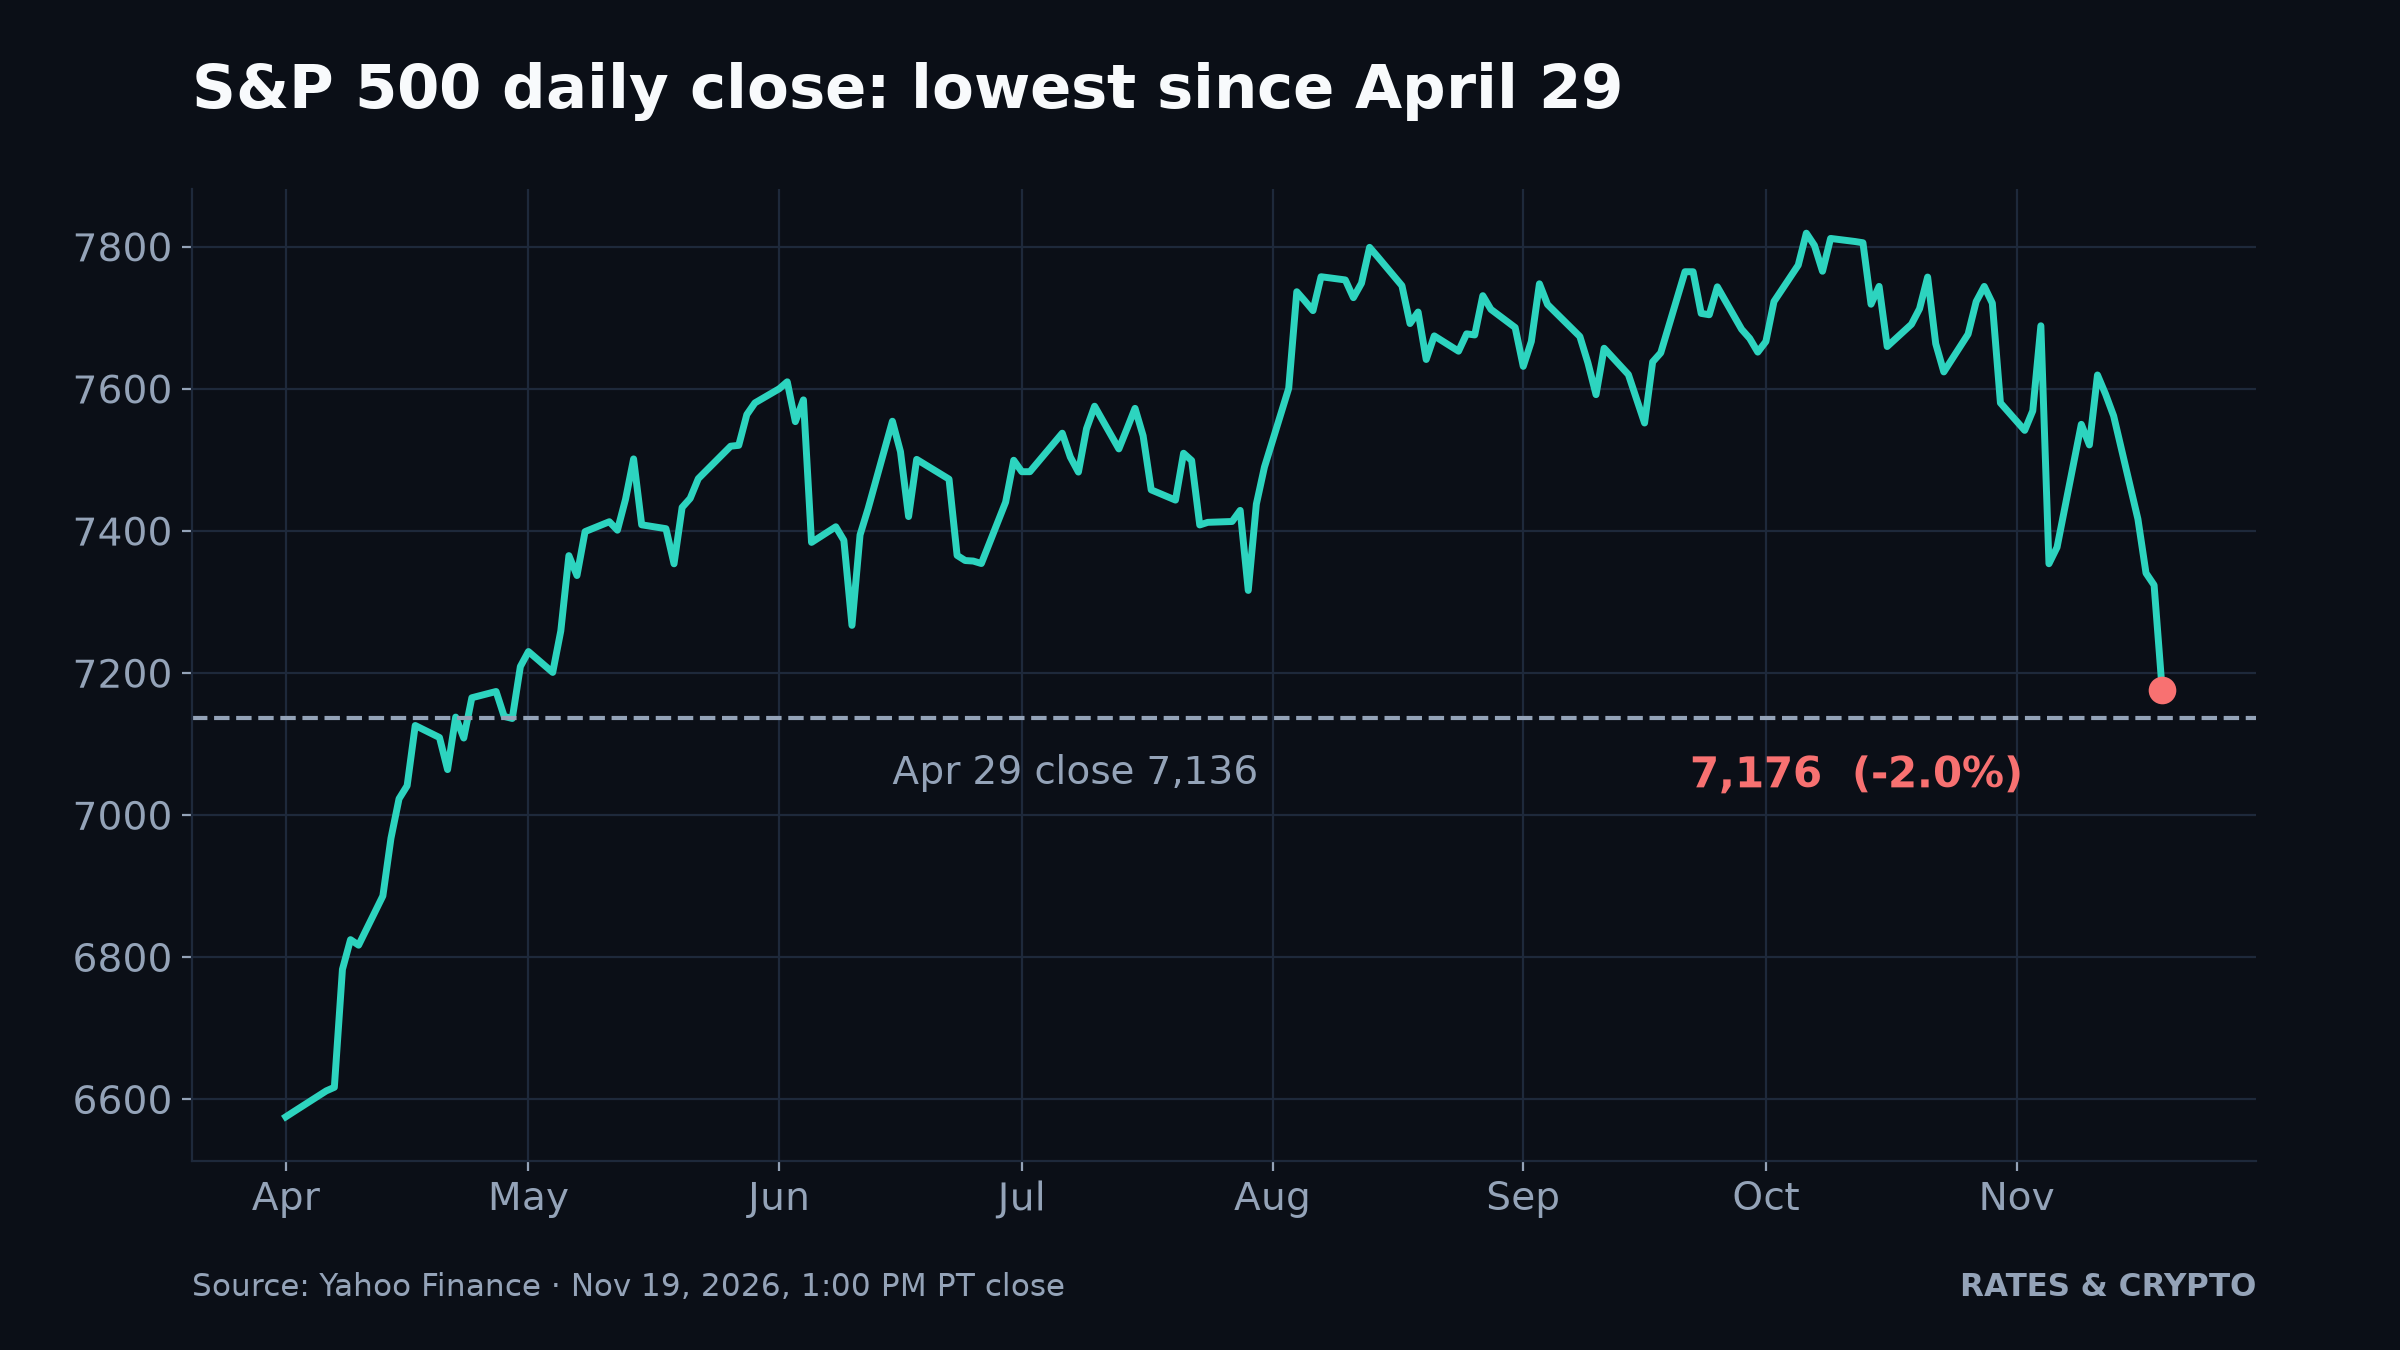 S&P 500 daily close: lowest since April 29
7800
7600
7400
7200
7000
6800
6600
Apr 29 close 7,136
7,176 (-2.0%)
Apr May Jun Jul Aug Sep Oct Nov
Source: Yahoo Finance · Nov 19, 2026, 1:00 PM PT close
RATES & CRYPTO